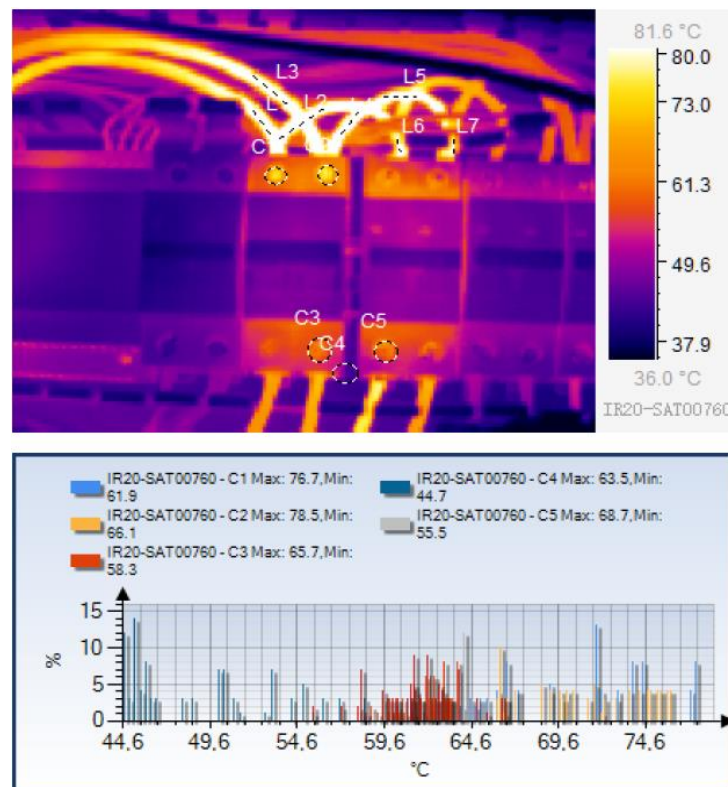 81.6 °C
80.0
73.0
61.3
49.6
37.9
36.0 °C
IR20-SAT00760
L3
L5
L2
L6
L7
C3
C5
C4
IR20-SAT00760 - C1 Max: 76.7,Min:
61.9
IR20-SAT00760 - C4 Max: 63.5,Min:
44.7
IR20-SAT00760 - C2 Max: 78.5,Min:
66.1
IR20-SAT00760 - C5 Max: 68.7,Min:
55.5
IR20-SAT00760 - C3 Max: 65.7,Min:
58.3
15
10
5
0
%
44.6 49.6 54.6 59.6 64.6 69.6 74.6
°C